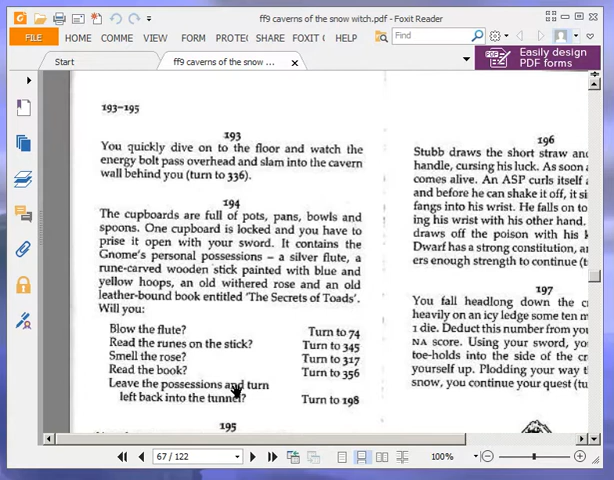 ff9 caverns of the snow witch.pdf - Foxit Reader
FILE HOME COMME VIEW FORM PROTEC SHARE FOXIT C HELP
Find
Start ff9 caverns of the snow ...
Easily design
PDF forms
193–195
193
You quickly dive on to the floor and watch the
energy bolt pass overhead and slam into the cavern
wall behind you (turn to 336).
194
The cupboards are full of pots, pans, bowls and
spoons. One cupboard is locked and you have to
prise it open with your sword. It contains the
Gnome's personal possessions – a silver flute, a
rune-carved wooden stick painted with blue and
yellow hoops, an old withered rose and an old
leather-bound book entitled 'The Secrets of Toads'.
Will you:
Blow the flute? Turn to 74
Read the runes on the stick? Turn to 345
Smell the rose? Turn to 317
Read the book? Turn to 356
Leave the possessions and turn
left back into the tunnel? Turn to 198
195
196
Stubb draws the short straw and
handle, cursing his luck. As soon a
comes alive. An ASP curls itself a
and before he can shake it off, it si
fangs into his wrist. He falls on to
ing his wrist with his other hand.
draws off the poison with his k
Dwarf has a strong constitution, a
ers enough strength to continue (t
197
You fall headlong down the c
heavily on an icy ledge some ten m
1 die. Deduct this number from yo
NA score. Using your sword, yo
toe-holds into the side of the cr
yourself up. Plodding your way t
snow, you continue your quest (tu
67 / 122
100%